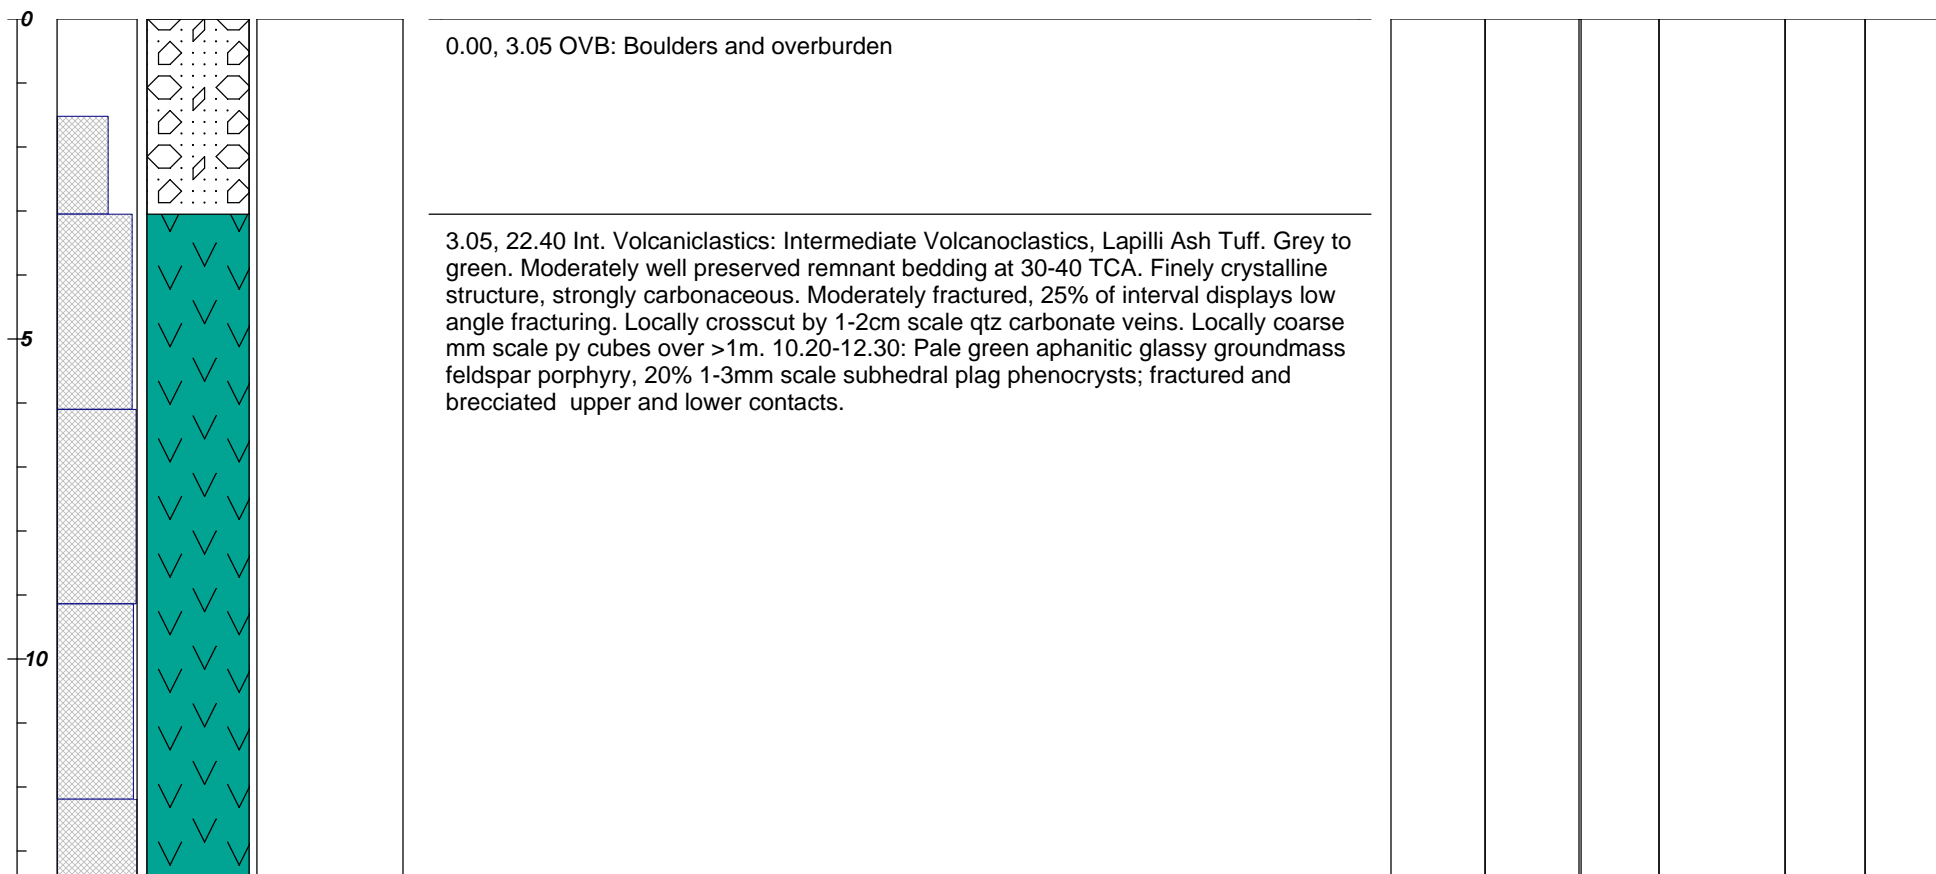 0
0.00, 3.05 OVB: Boulders and overburden
3.05, 22.40 Int. Volcaniclastics: Intermediate Volcanoclastics, Lapilli Ash Tuff. Grey to
green. Moderately well preserved remnant bedding at 30-40 TCA. Finely crystalline
structure, strongly carbonaceous. Moderately fractured, 25% of interval displays low
angle fracturing. Locally crosscut by 1-2cm scale qtz carbonate veins. Locally coarse
5
mm scale py cubes over >1m. 10.20-12.30: Pale green aphanitic glassy groundmass
feldspar porphyry, 20% 1-3mm scale subhedral plag phenocrysts; fractured and
brecciated  upper and lower contacts.
10